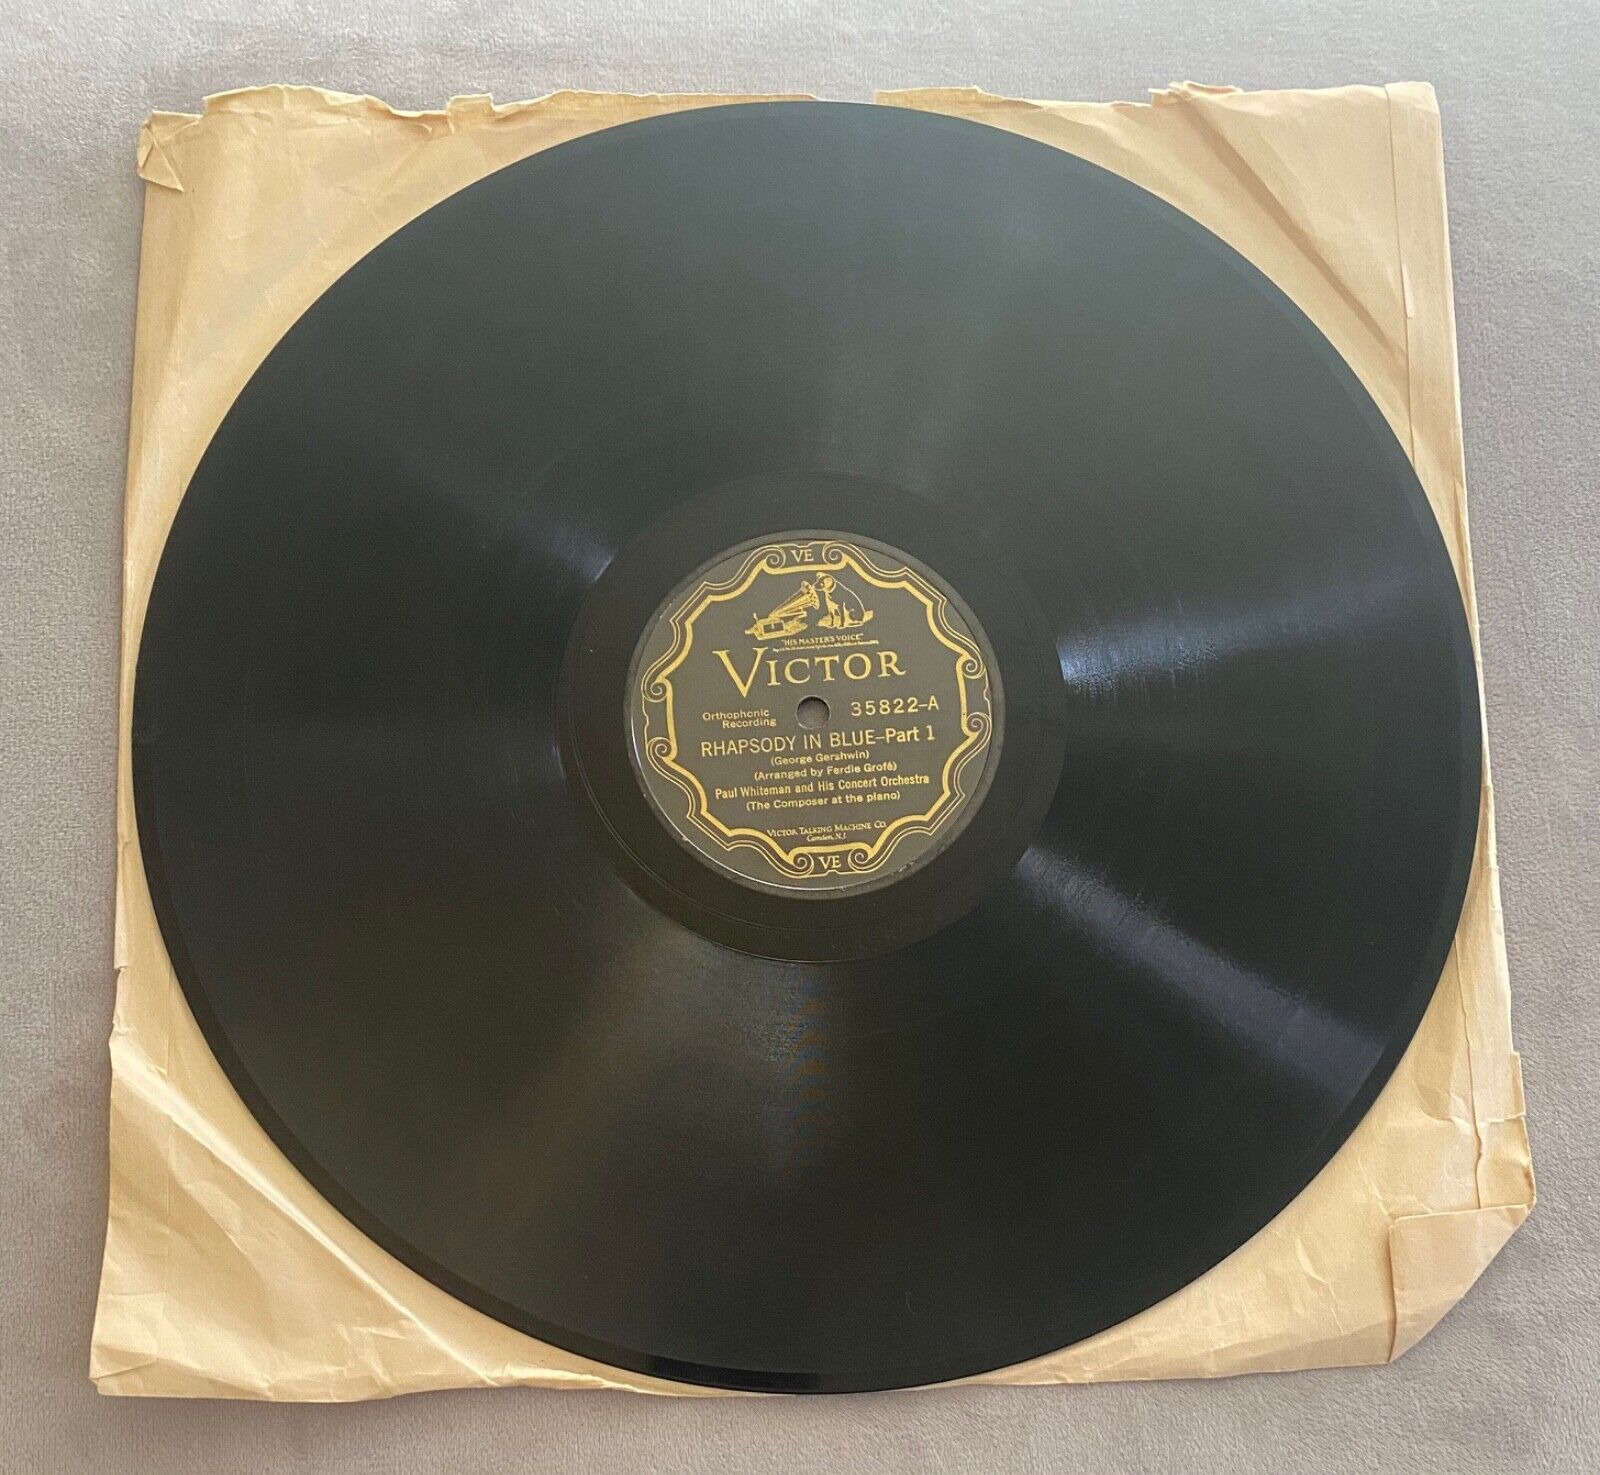 VE
"HIS MASTER'S VOICE"
VICTOR
Orthophonic
Recording
35822-A
RHAPSODY IN BLUE-Part 1
(George Gershwin)
(Arranged by Ferdie Grofé)
Paul Whiteman and His Concert Orchestra
(The Composer at the piano)
VICTOR TALKING MACHINE CO.
Camden, N.J.
VE